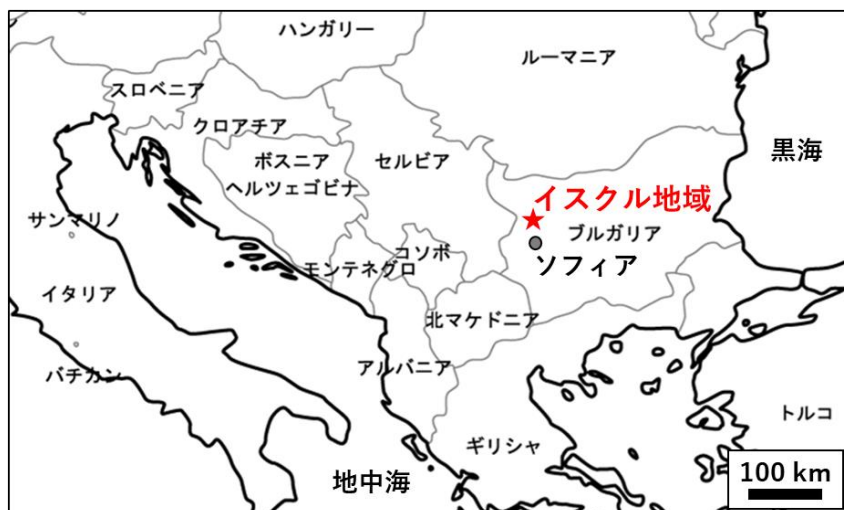 ハンガリー
ルーマニア
スロベニア
クロアチア
黒海
ボスニア
ヘルツェゴビナ
セルビア
イスクル地域
サンマリノ
ブルガリア
コソボ
ソフィア
モンテネグロ
イタリア
北マケドニア
アルバニア
バチカン
トルコ
ギリシャ
地中海
100 km